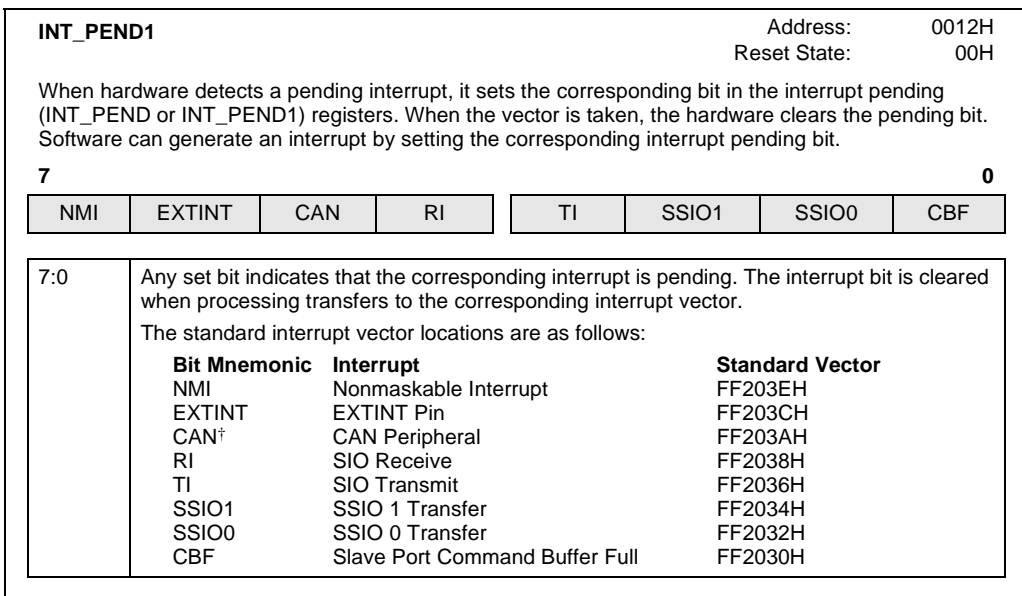 INT_PEND1 Address: 0012H
Reset State: 00H
When hardware detects a pending interrupt, it sets the corresponding bit in the interrupt pending
(INT_PEND or INT_PEND1) registers. When the vector is taken, the hardware clears the pending bit.
Software can generate an interrupt by setting the corresponding interrupt pending bit.
7 0
NMI EXTINT CAN RI TI SSIO1 SSIO0 CBF
7:0 Any set bit indicates that the corresponding interrupt is pending. The interrupt bit is cleared
when processing transfers to the corresponding interrupt vector.
The standard interrupt vector locations are as follows:
Bit Mnemonic Interrupt Standard Vector
NMI Nonmaskable Interrupt FF203EH
EXTINT EXTINT Pin FF203CH
CAN† CAN Peripheral FF203AH
RI SIO Receive FF2038H
TI SIO Transmit FF2036H
SSIO1 SSIO 1 Transfer FF2034H
SSIO0 SSIO 0 Transfer FF2032H
CBF Slave Port Command Buffer Full FF2030H